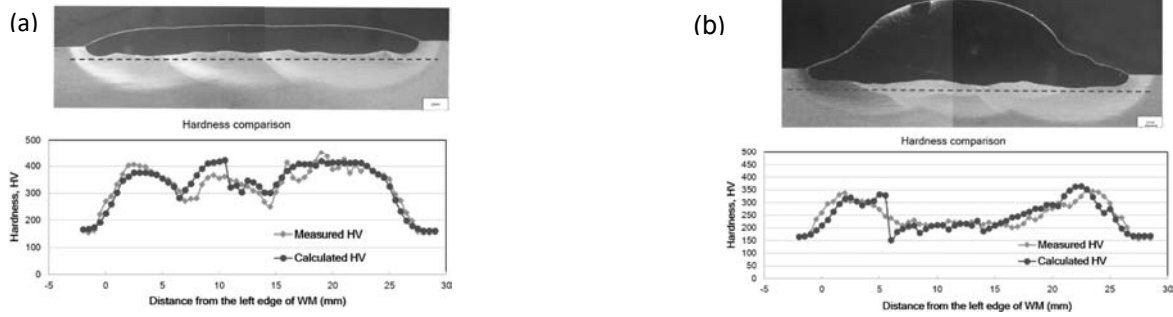 (a)
Hardness comparison
Hardness, HV
500
400
300
200
100
0
-5 0 5 10 15 20 25 30
Measured HV
Calculated HV
Distance from the left edge of WM (mm)
(b)
Hardness comparison
Hardness, HV
500
450
400
350
300
250
200
150
100
50
0
-5 0 5 10 15 20 25 30
Measured HV
Calculated HV
Distance from the left edge of WM (mm)